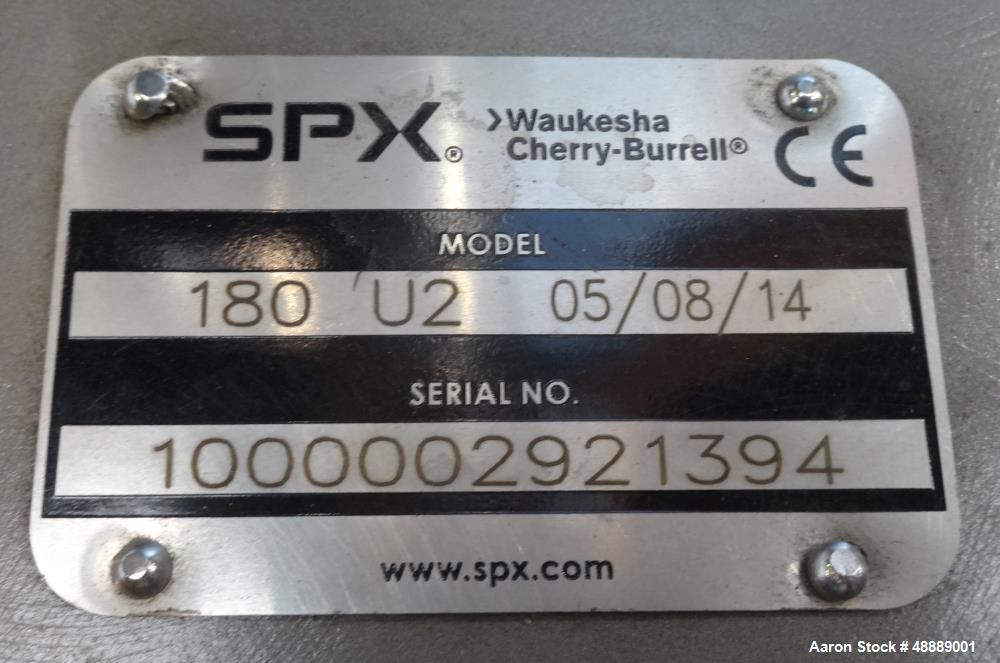 SPX® >Waukesha
Cherry-Burrell® CE
MODEL
180 U2 05/08/14
SERIAL NO.
1000002921394
www.spx.com
Aaron Stock # 48889001